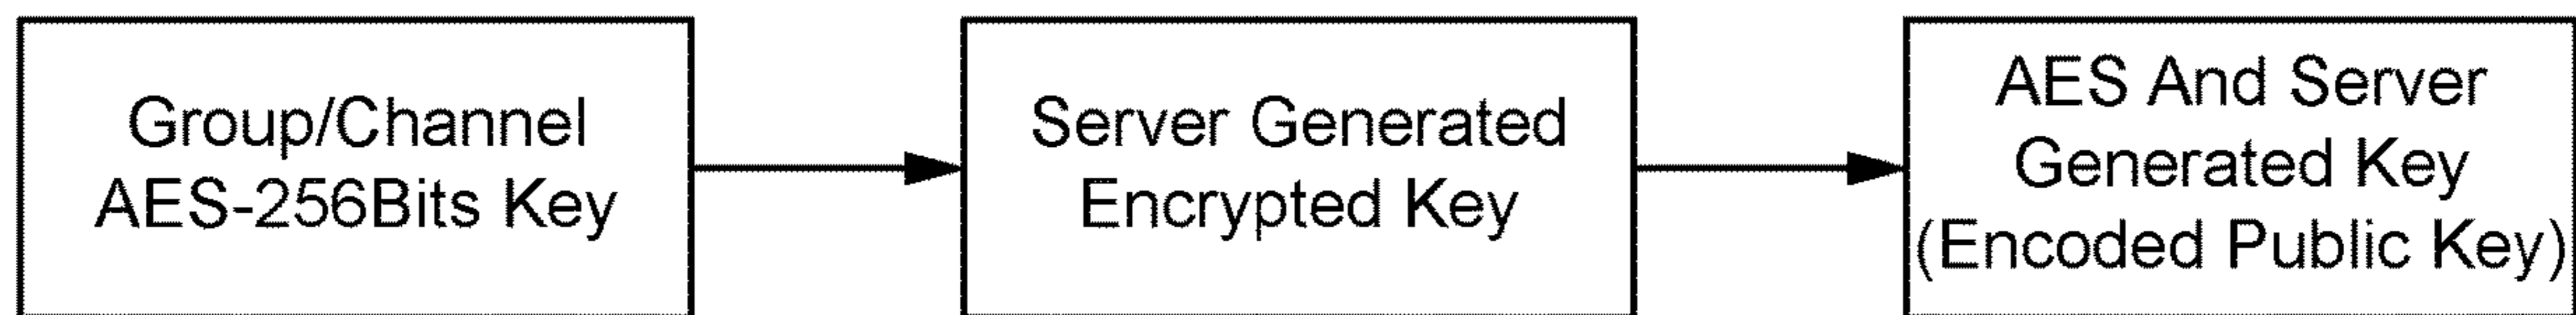 Group/Channel
AES-256Bits Key
Server Generated
Encrypted Key
AES And Server
Generated Key
(Encoded Public Key)